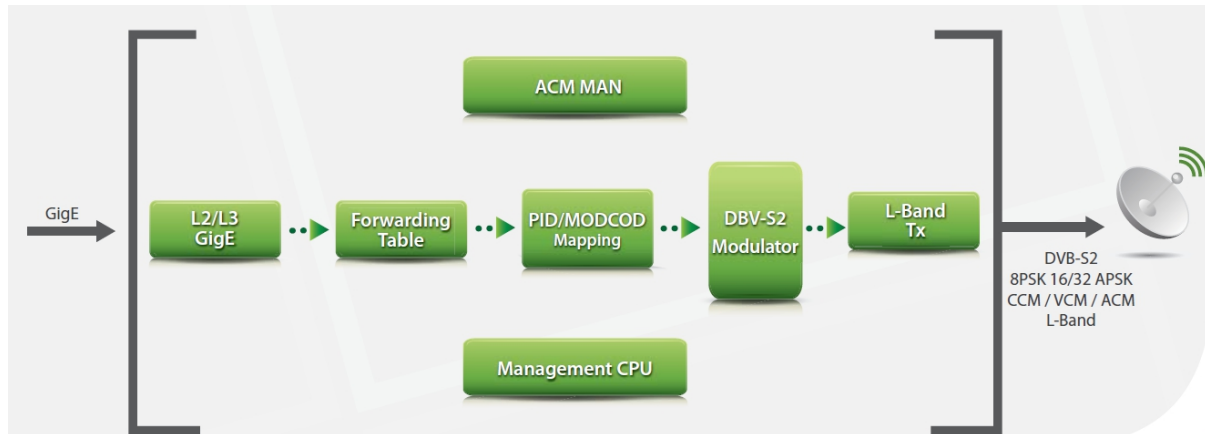 ACM MAN
GigE
L2/L3
GigE
Forwarding
Table
PID/MODCOD
Mapping
DBV-S2
Modulator
L-Band
Tx
DVB-S2
8PSK 16/32 APSK
CCM / VCM / ACM
L-Band
Management CPU